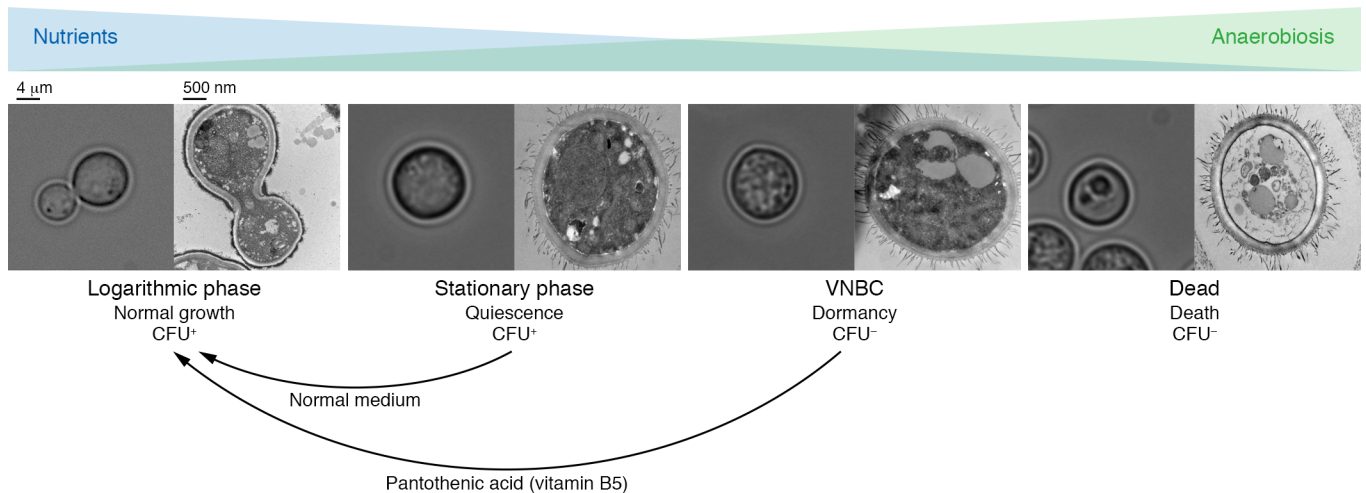 Nutrients
Anaerobiosis
4 μm
500 nm
Logarithmic phase
Normal growth
CFU⁺
Stationary phase
Quiescence
CFU⁺
VNBC
Dormancy
CFU⁻
Dead
Death
CFU⁻
Normal medium
Pantothenic acid (vitamin B5)